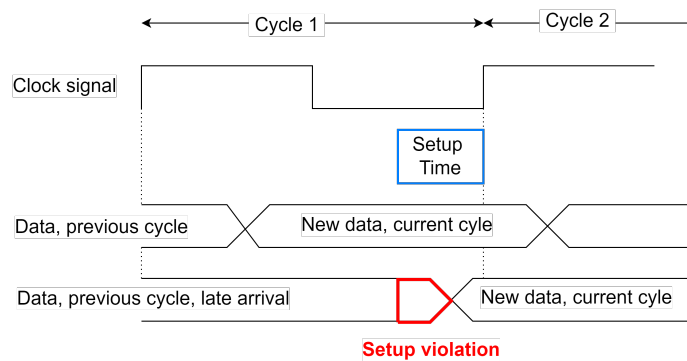 Cycle 1
Cycle 2
Clock signal
Setup
Time
Data, previous cycle
New data, current cyle
Data, previous cycle, late arrival
New data, current cyle
Setup violation